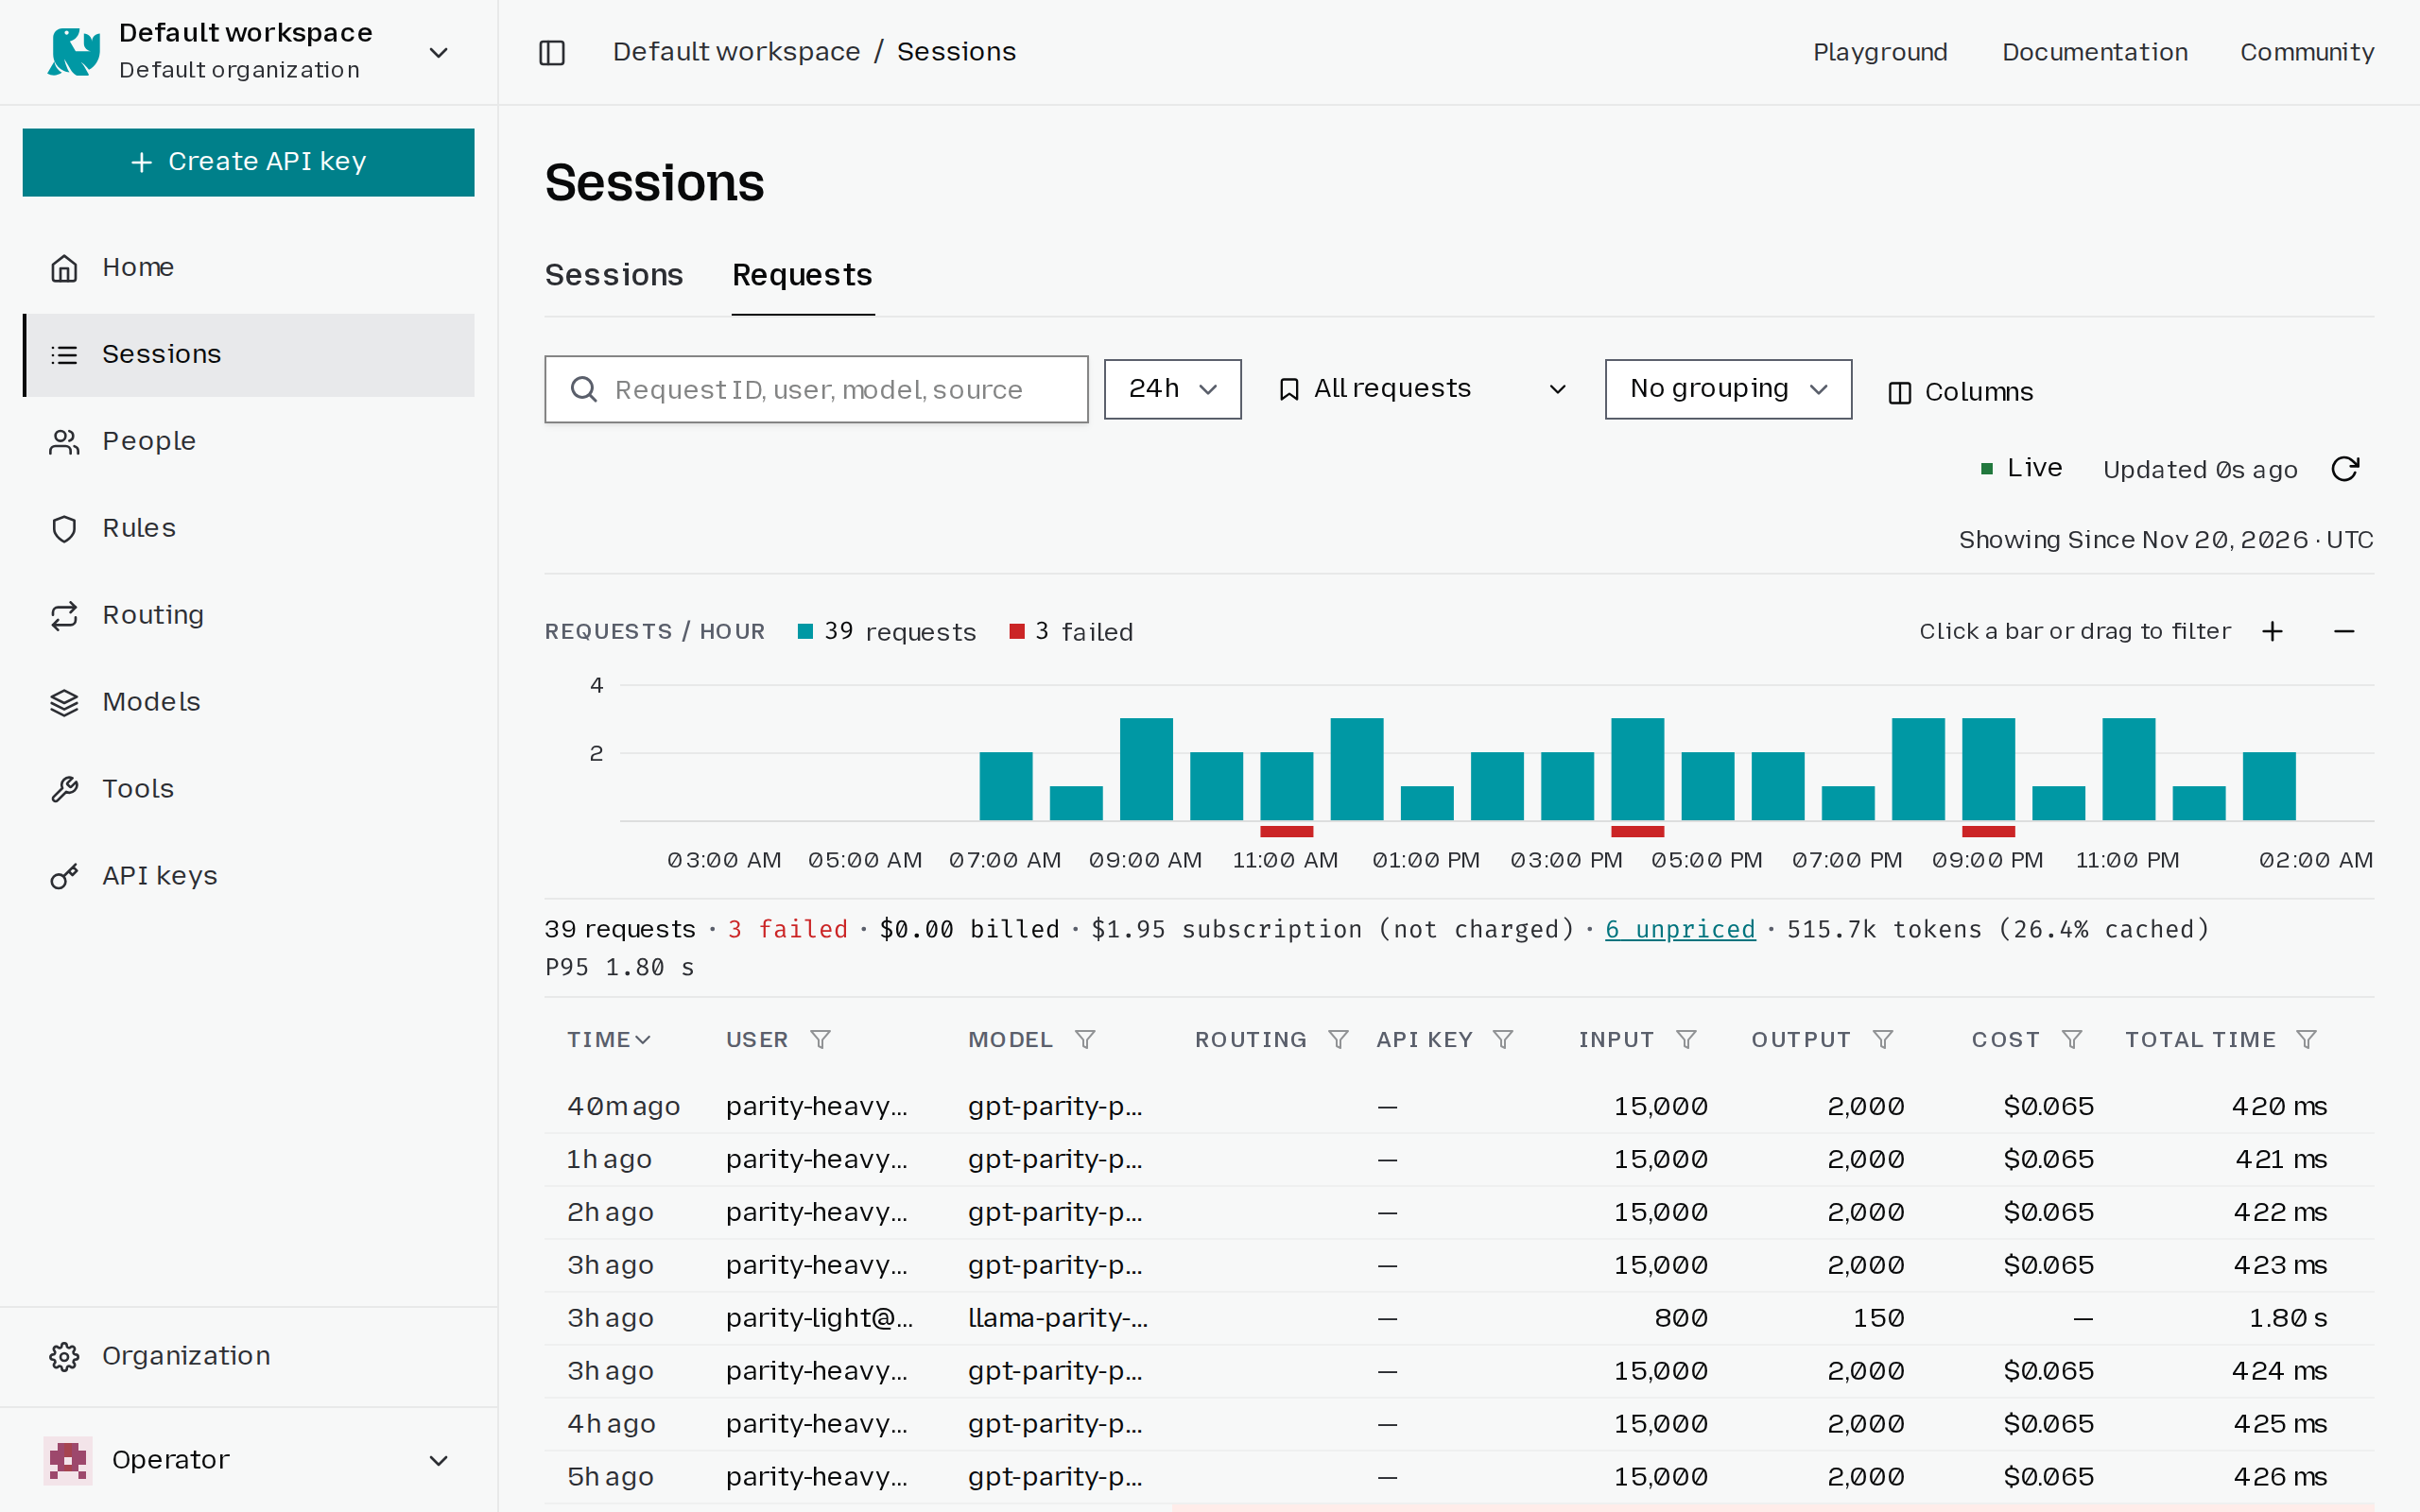 Default workspace
Default organization
Default workspace / Sessions
Playground Documentation Community
Create API key
Home
Sessions
People
Rules
Routing
Models
Tools
API keys
Organization
Operator
Sessions
Sessions Requests
Request ID, user, model, source 24h All requests No grouping Columns
Live Updated 0s ago
Showing Since Nov 20, 2026 · UTC
REQUESTS / HOUR 39 requests 3 failed Click a bar or drag to filter
4
2
03:00 AM 05:00 AM 07:00 AM 09:00 AM 11:00 AM 01:00 PM 03:00 PM 05:00 PM 07:00 PM 09:00 PM 11:00 PM 02:00 AM
39 requests · 3 failed · $0.00 billed · $1.95 subscription (not charged) · 6 unpriced · 515.7k tokens (26.4% cached)
P95 1.80 s
TIME USER MODEL ROUTING API KEY INPUT OUTPUT COST TOTAL TIME
40m ago parity-heavy... gpt-parity-p... — 15,000 2,000 $0.065 420 ms
1h ago parity-heavy... gpt-parity-p... — 15,000 2,000 $0.065 421 ms
2h ago parity-heavy... gpt-parity-p... — 15,000 2,000 $0.065 422 ms
3h ago parity-heavy... gpt-parity-p... — 15,000 2,000 $0.065 423 ms
3h ago parity-light@... llama-parity-... — 800 150 — 1.80 s
3h ago parity-heavy... gpt-parity-p... — 15,000 2,000 $0.065 424 ms
4h ago parity-heavy... gpt-parity-p... — 15,000 2,000 $0.065 425 ms
5h ago parity-heavy... gpt-parity-p... — 15,000 2,000 $0.065 426 ms